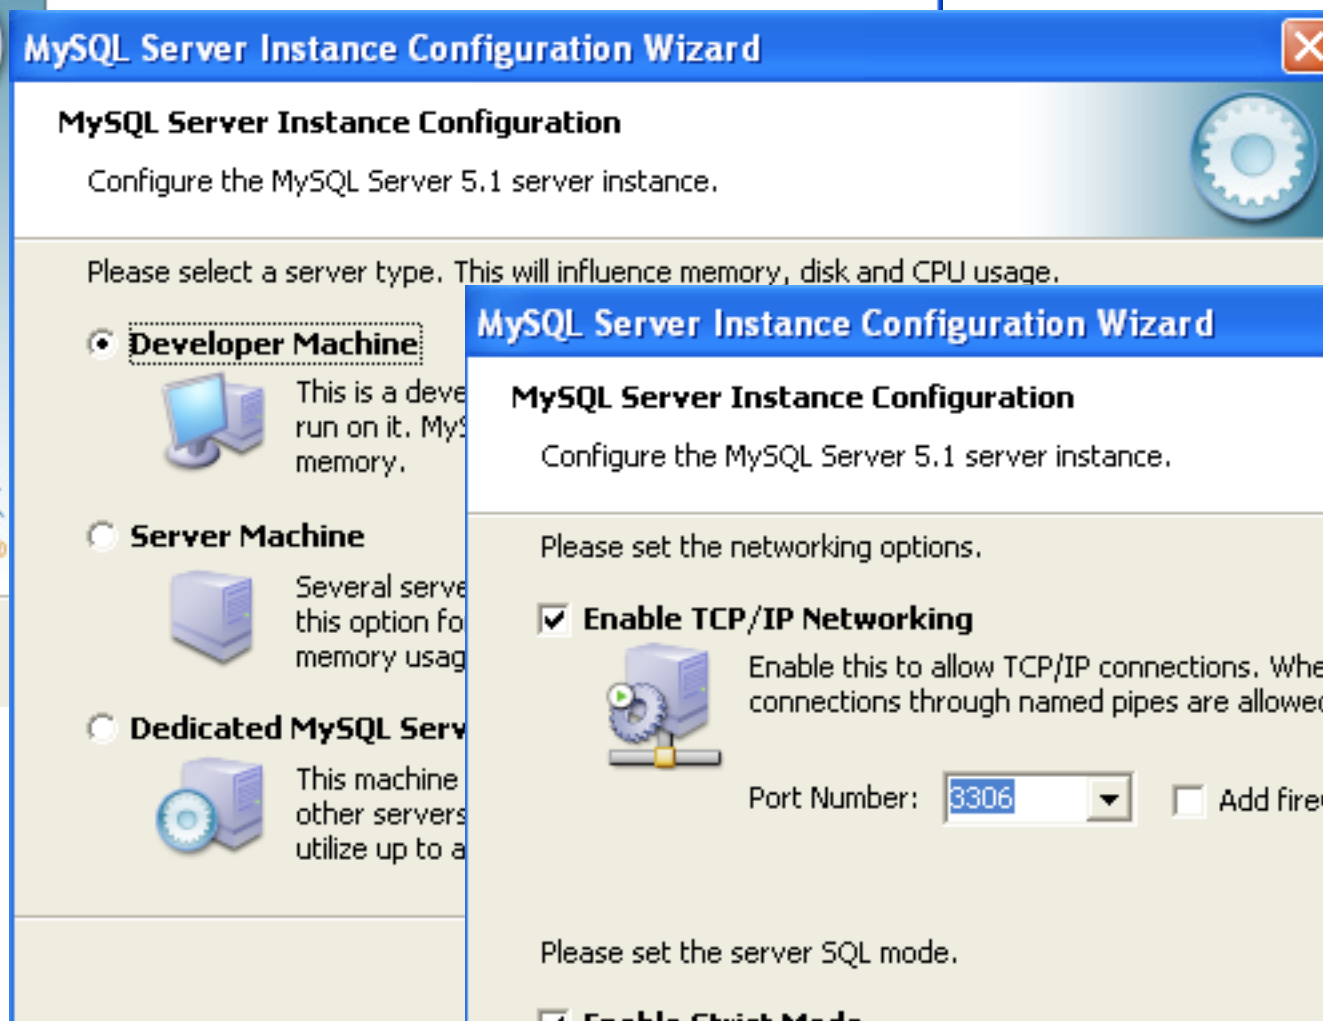 MySQL Server Instance Configuration Wizard
MySQL Server Instance Configuration
Configure the MySQL Server 5.1 server instance.
Please select a server type. This will influence memory, disk and CPU usage.
Developer Machine
This is a deve
run on it. MyS
memory.
Server Machine
Several serve
this option fo
memory usag
Dedicated MySQL Serv
This machine
other servers
utilize up to a
MySQL Server Instance Configuration Wizard
MySQL Server Instance Configuration
Configure the MySQL Server 5.1 server instance.
Please set the networking options.
Enable TCP/IP Networking
Enable this to allow TCP/IP connections. Whe
connections through named pipes are allowed
Port Number: 3306 Add fire
Please set the server SQL mode.
Enable Strict Mode